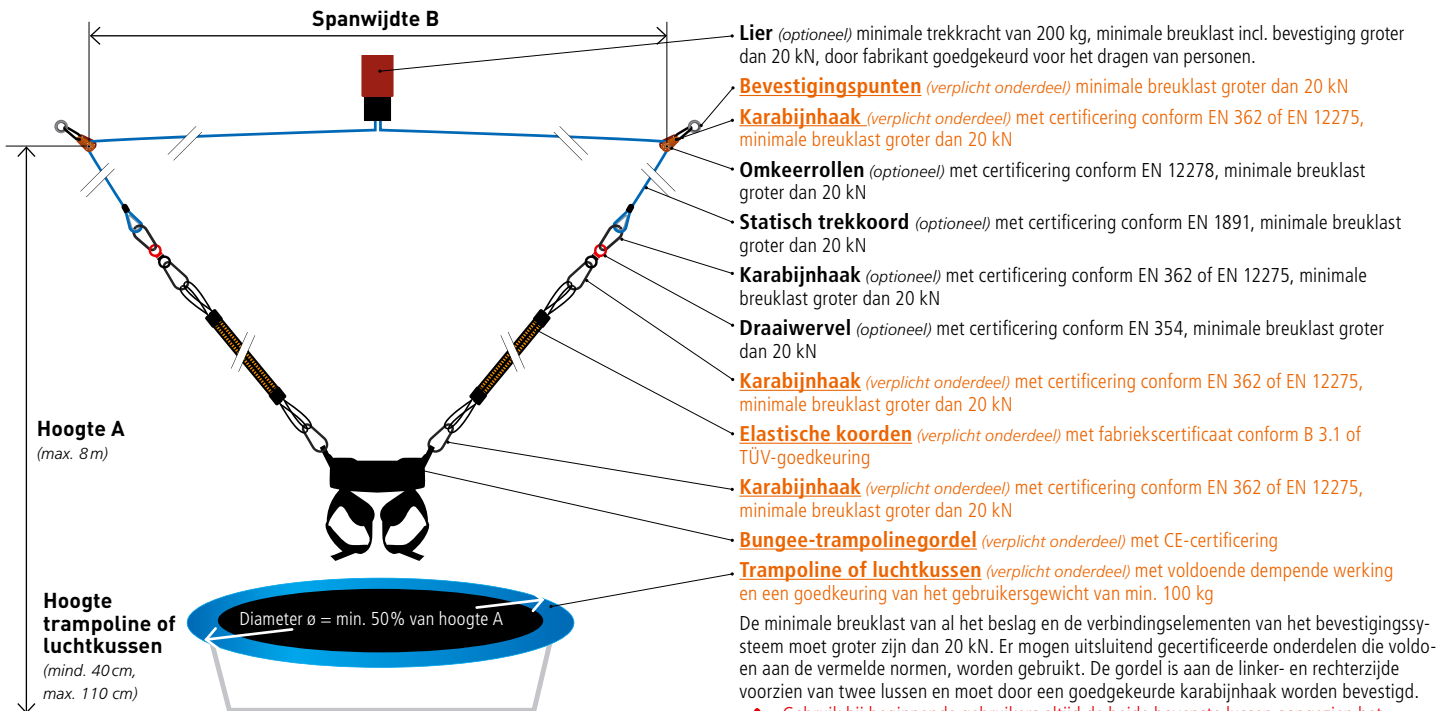 Spanwijdte B
Hoogte A
(max. 8 m)
Hoogte
trampoline of
luchtkussen
(mind. 40 cm,
max. 110 cm)
Diameter ø = min. 50% van hoogte A
Lier (optioneel) minimale trekkracht van 200 kg, minimale breuklast incl. bevestiging groter
dan 20 kN, door fabrikant goedgekeurd voor het dragen van personen.
Bevestigingspunten (verplicht onderdeel) minimale breuklast groter dan 20 kN
Karabijnhaak (verplicht onderdeel) met certificering conform EN 362 of EN 12275,
minimale breuklast groter dan 20 kN
Omkeerrollen (optioneel) met certificering conform EN 12278, minimale breuklast
groter dan 20 kN
Statisch trekkoord (optioneel) met certificering conform EN 1891, minimale breuklast
groter dan 20 kN
Karabijnhaak (optioneel) met certificering conform EN 362 of EN 12275, minimale
breuklast groter dan 20 kN
Draaiwervel (optioneel) met certificering conform EN 354, minimale breuklast groter
dan 20 kN
Karabijnhaak (verplicht onderdeel) met certificering conform EN 362 of EN 12275,
minimale breuklast groter dan 20 kN
Elastische koorden (verplicht onderdeel) met fabriekscertificaat conform B 3.1 of
TÜV-goedkeuring
Karabijnhaak (verplicht onderdeel) met certificering conform EN 362 of EN 12275,
minimale breuklast groter dan 20 kN
Bungee-trampolinegordel (verplicht onderdeel) met CE-certificering
Trampoline of luchtkussen (verplicht onderdeel) met voldoende dempende werking
en een goedkeuring van het gebruikersgewicht van min. 100 kg
De minimale breuklast van al het beslag en de verbindingselementen van het bevestigingssy-
steem moet groter zijn dan 20 kN. Er mogen uitsluitend gecertificeerde onderdelen die voldo-
en aan de vermelde normen, worden gebruikt. De gordel is aan de linker- en rechterzijde
voorzien van twee lussen en moet door een goedgekeurde karabijnhaak worden bevestigd.